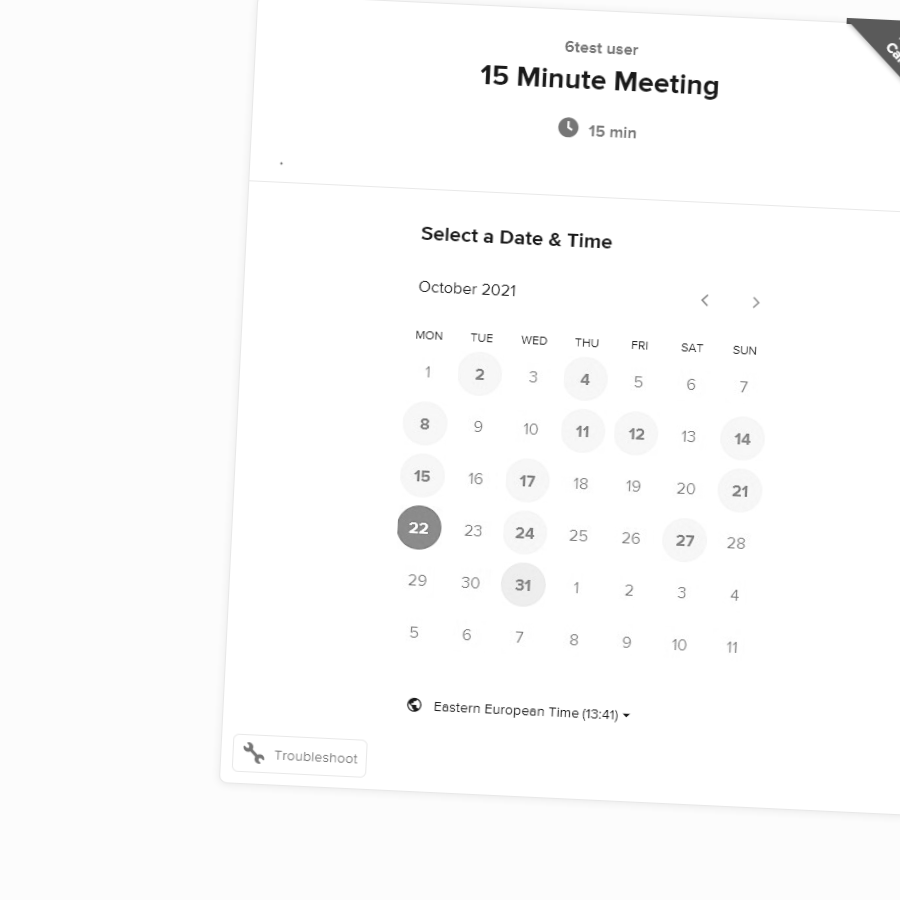 6test user
15 Minute Meeting
15 min
Select a Date & Time
October 2021
MON TUE WED THU FRI SAT SUN
1 2 3 4 5 6 7
8 9 10 11 12 13 14
15 16 17 18 19 20 21
22 23 24 25 26 27 28
29 30 31 1 2 3 4
5 6 7 8 9 10 11
Eastern European Time (13:41)
Troubleshoot